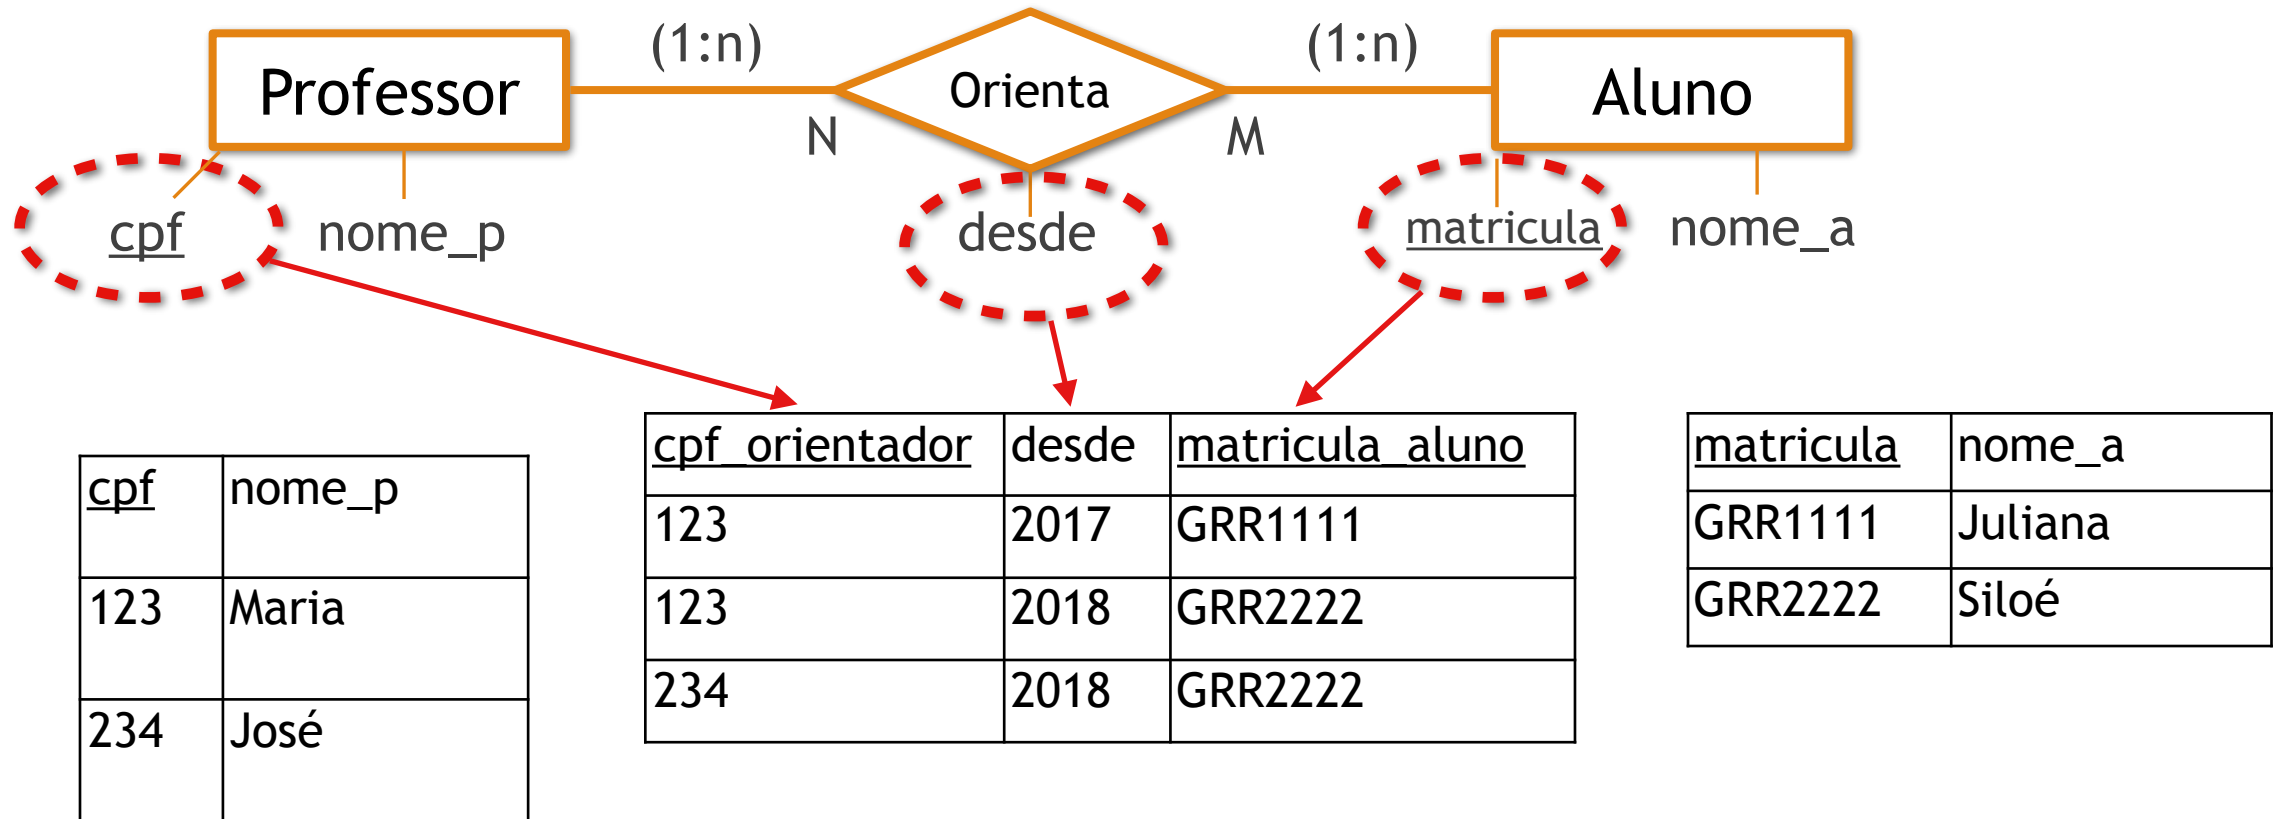 (1:n) (1:n)
Professor Orienta Aluno
N M
cpf nome_p desde matricula nome_a
cpf_orientador desde matricula_aluno
123 2017 GRR1111
123 2018 GRR2222
234 2018 GRR2222
matricula nome_a
GRR1111 Juliana
GRR2222 Siloé
cpf nome_p
123 Maria
234 José